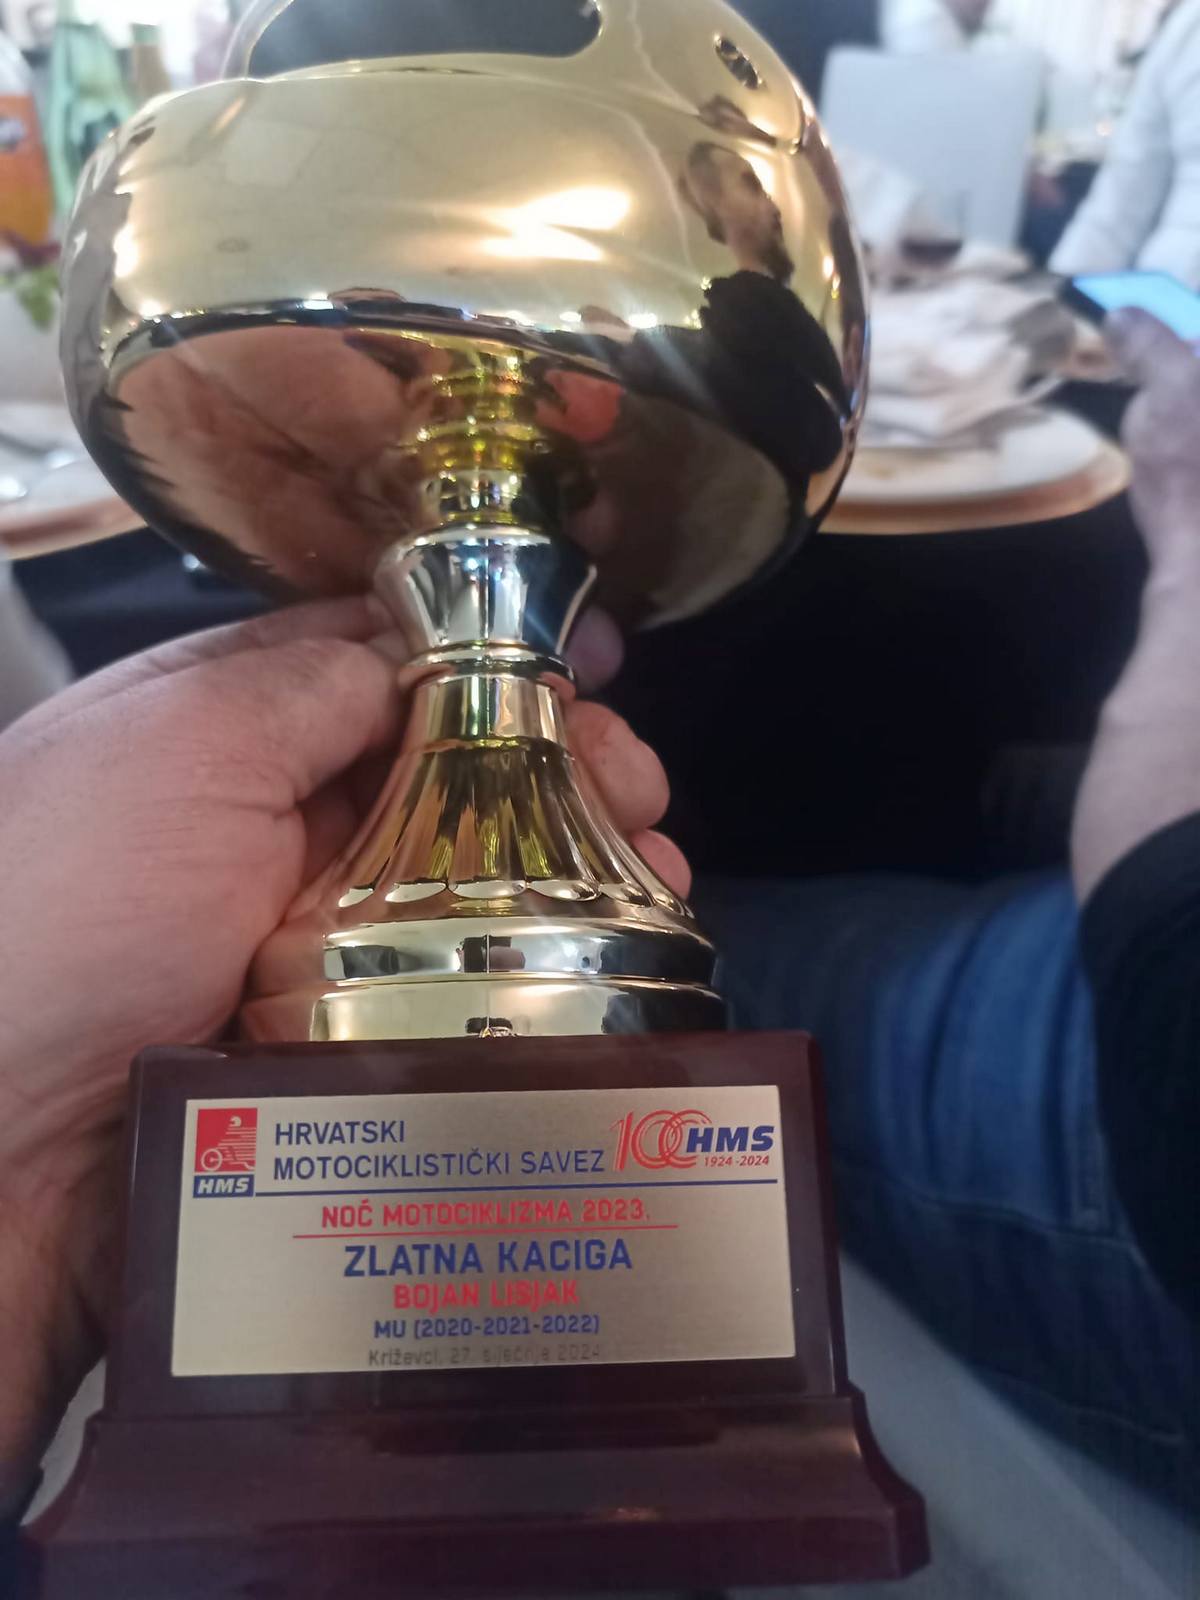 HRVATSKI
MOTOCIKLISTIČKI SAVEZ
HMS
100 HMS
1924-2024
NOĆ MOTOCIKLIZMA 2023.
ZLATNA KACIGA
BOJAN LISJAK
MU (2020-2021-2022)
Križevci, 27. siječnja 2024.